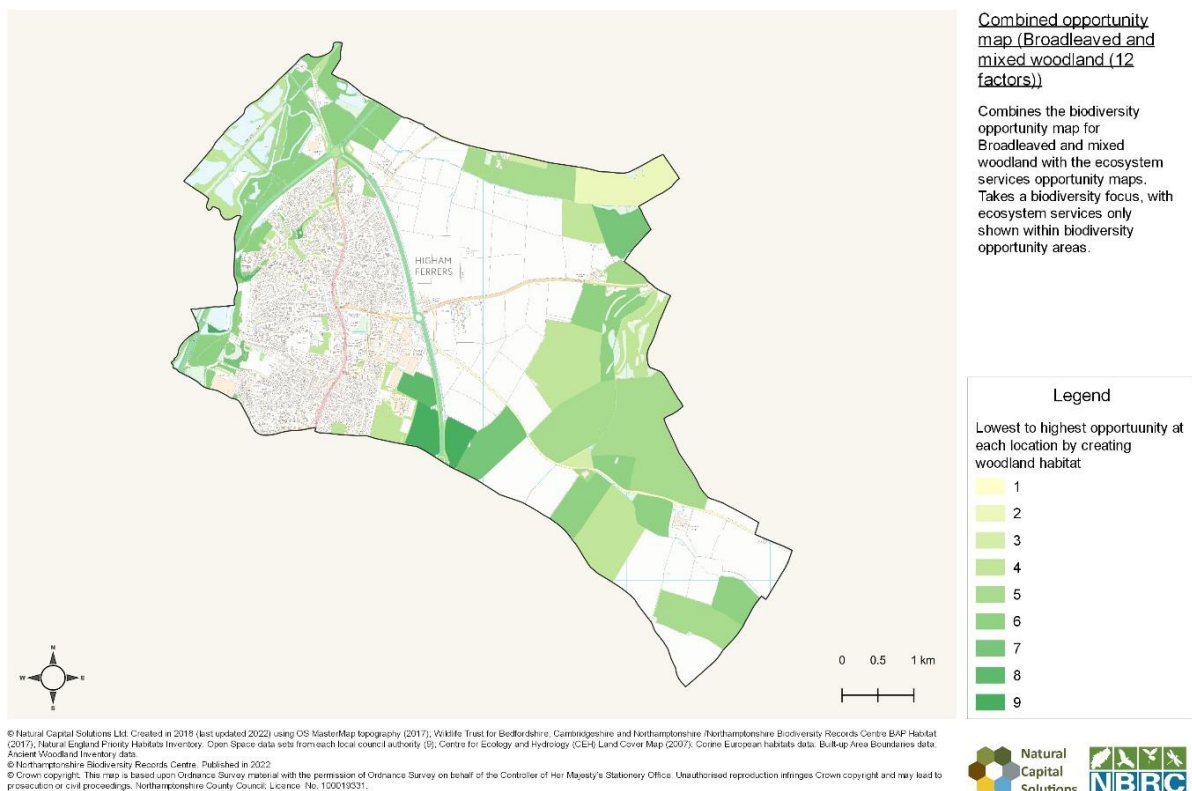 Combined opportunity
map (Broadleaved and
mixed woodland (12
factors))
Combines the biodiversity
opportunity map for
Broadleaved and mixed
woodland with the ecosystem
services opportunity maps.
Takes a biodiversity focus, with
ecosystem services only
shown within biodiversity
opportunity areas.
HIGHAM
FERRERS
Legend
Lowest to highest opportuunity at
each location by creating
woodland habitat
1
2
3
4
5
6
7
8
9
N
W E
S
0 0.5 1 km
© Natural Capital Solutions Ltd: Created in 2018 (last updated 2022) using OS MasterMap topography (2017); Wildlife Trust for Bedfordshire, Cambridgeshire and Northamptonshire /Northamptonshire Biodiversity Records Centre BAP Habitat
(2017); Natural England Priority Habitats Inventory; Open Space data sets from each local council authority (9); Centre for Ecology and Hydrology (CEH) Land Cover Map (2007); Corine European habitats data. Built-up Area Boundaries data.
Ancient Woodland Inventory data.
© Northamptonshire Biodiversity Records Centre. Published in 2022
© Crown copyright. This map is based upon Ordnance Survey material with the permission of Ordnance Survey on behalf of the Controller of Her Majesty's Stationery Office. Unauthorised reproduction infringes Crown copyright and may lead to
prosecution or civil proceedings. Northamptonshire County Council: Licence No. 100019331.
Natural
Capital
Solutions
NBRC